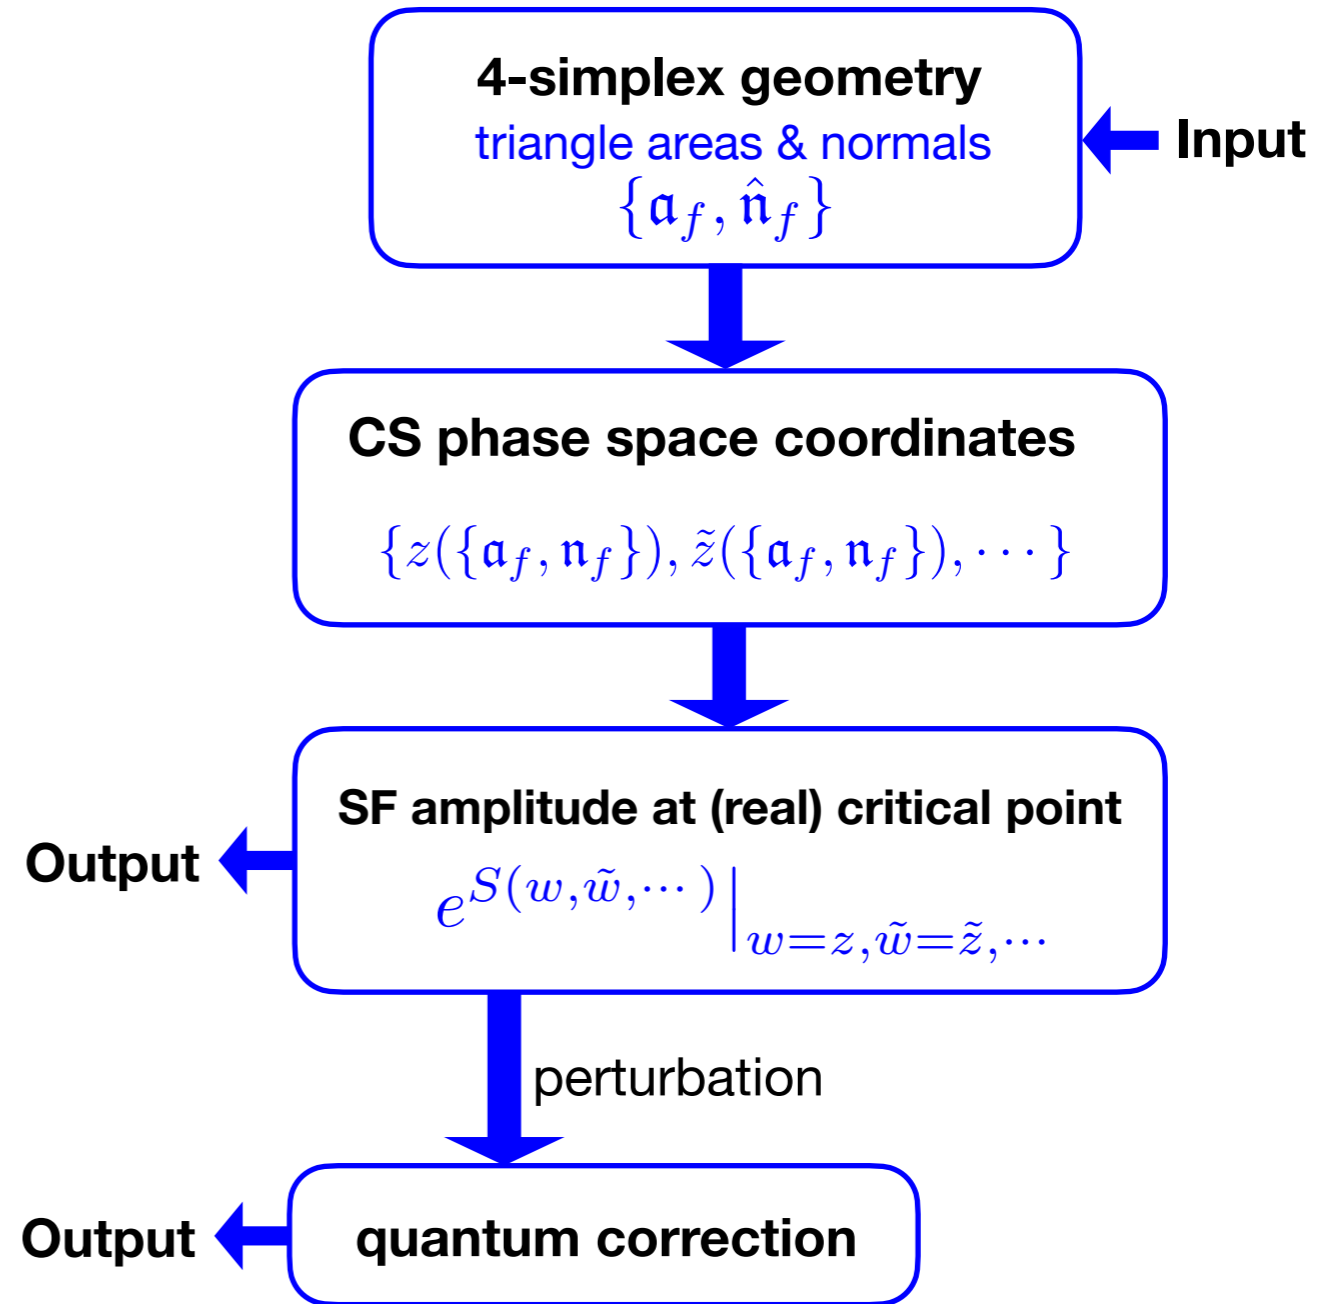 4-simplex geometry
triangle areas & normals
Input
{𝔞_f, 𝔫̂_f}
CS phase space coordinates
{z({𝔞_f, 𝔫_f}), z̃({𝔞_f, 𝔫_f}), ⋯}
SF amplitude at (real) critical point
Output
e^{S(w,w̃,⋯)}|_{w=z,w̃=z̃,⋯}
perturbation
Output
quantum correction